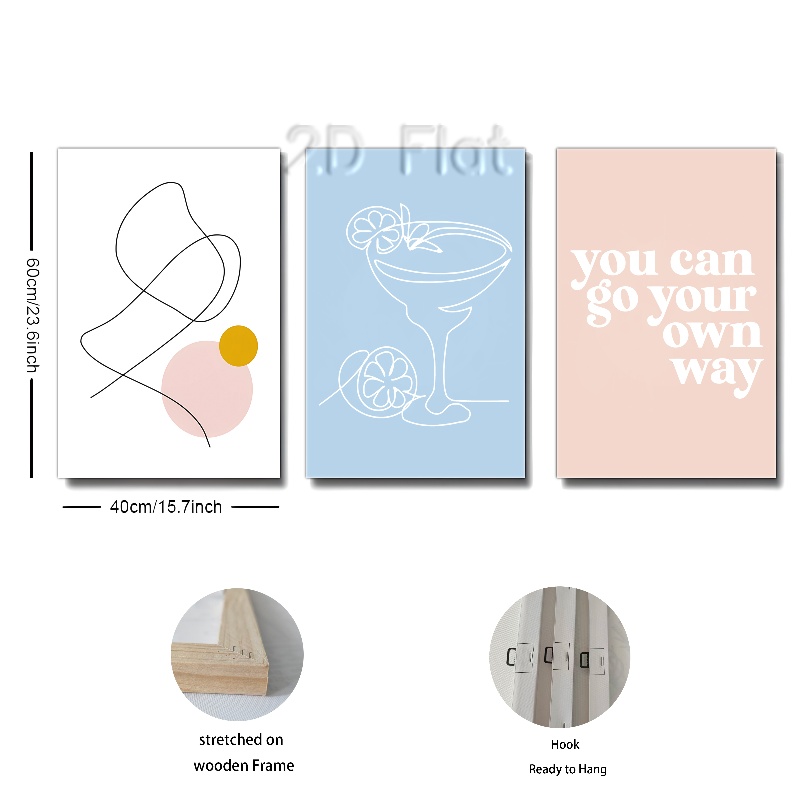 2D Flat
you can
go your
own
way
60cm/23.6inch
40cm/15.7inch
stretched on
wooden Frame
Hook
Ready to Hang